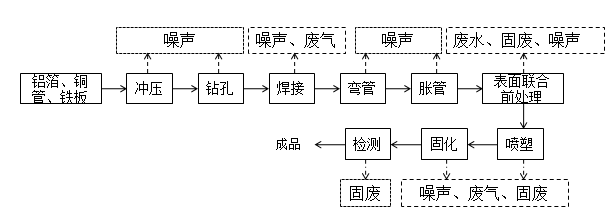 噪声
噪声、废气
噪声
废水、固废、噪声
铝箔、铜
管、铁板
冲压
钻孔
焊接
弯管
胀管
表面联合
前处理
成品
检测
固化
喷塑
固废
噪声、废气、固废